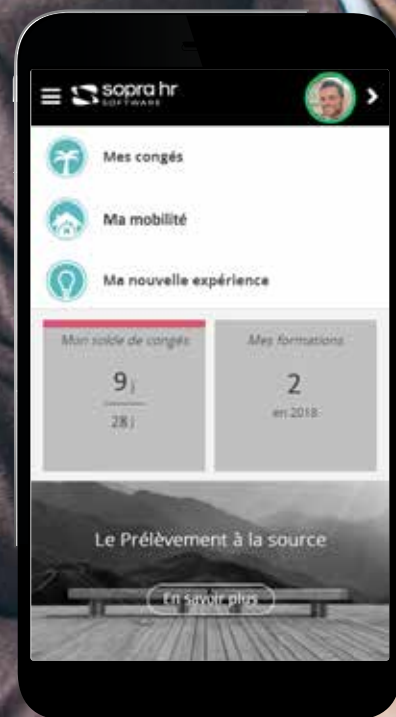 sopra hr
SOFTWARE
Mes congés
Ma mobilité
Ma nouvelle expérience
Mon solde de congés
9 j
28 j
Mes formations
2
en 2018
Le Prélèvement à la source
En savoir plus